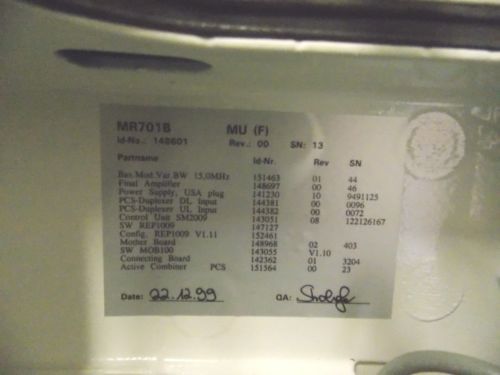 MR701B MU (F)
Id-No.: 148601 Rev.: 00 SN: 13
Partname Id-Nr. Rev SN
Bas.Mod.Var.BW 15,0MHz 151463 01 44
Final Amplifier 148697 00 46
Power Supply, USA plug 141230 10 9491125
PCS-Duplexer DL Input 144381 00 0096
PCS-Duplexer UL Input 144382 00 0072
Control Unit SM2009 143051 08 122126167
SW REP1009 147127
Config. REP1009 V1.11 152461
Mother Board 148968 02 403
SW MOB100 143055 V1.10
Connecting Board 142362 01 3204
Active Combiner PCS 151564 00 23
Date: 22.12.99 QA: